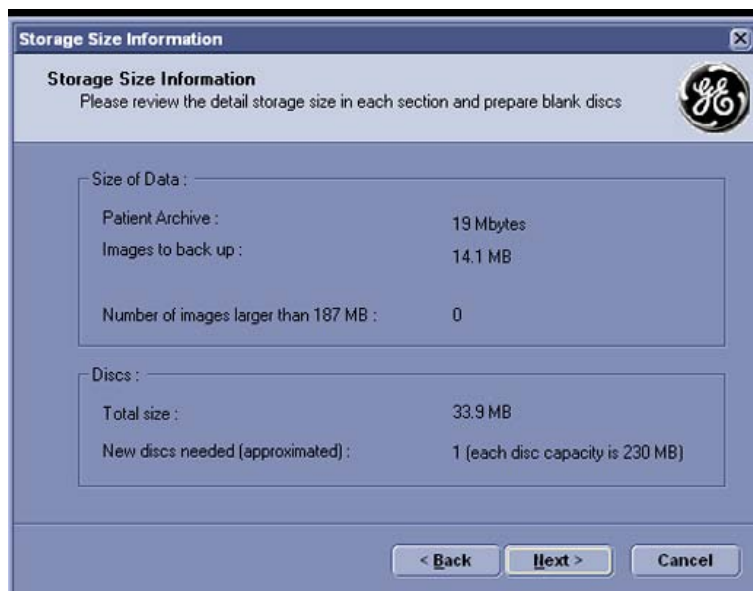 Storage Size Information
Storage Size Information
Please review the detail storage size in each section and prepare blank discs
GE
Size of Data :
Patient Archive : 19 Mbytes
Images to back up : 14.1 MB
Number of images larger than 187 MB : 0
Discs :
Total size : 33.9 MB
New discs needed (approximated) : 1 (each disc capacity is 230 MB)
< Back Next > Cancel